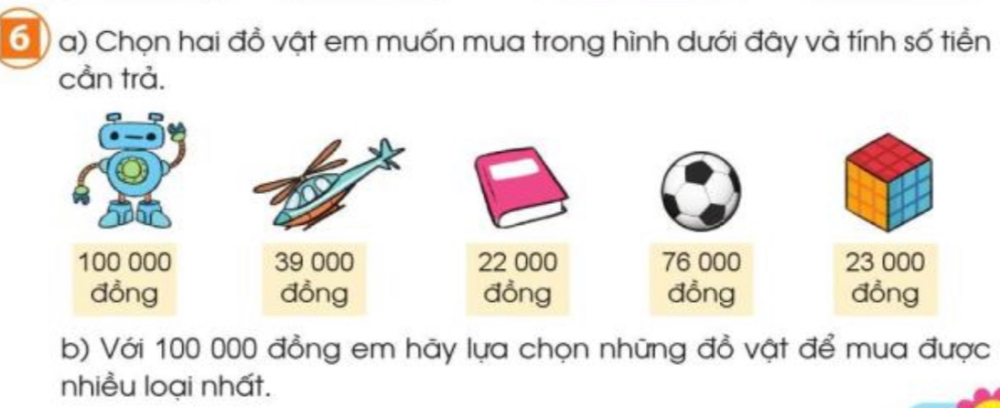 6 a) Chọn hai đồ vật em muốn mua trong hình dưới đây và tính số tiền
cần trả.
100 000 đồng
39 000 đồng
22 000 đồng
76 000 đồng
23 000 đồng
b) Với 100 000 đồng em hãy lựa chọn những đồ vật để mua được
nhiều loại nhất.